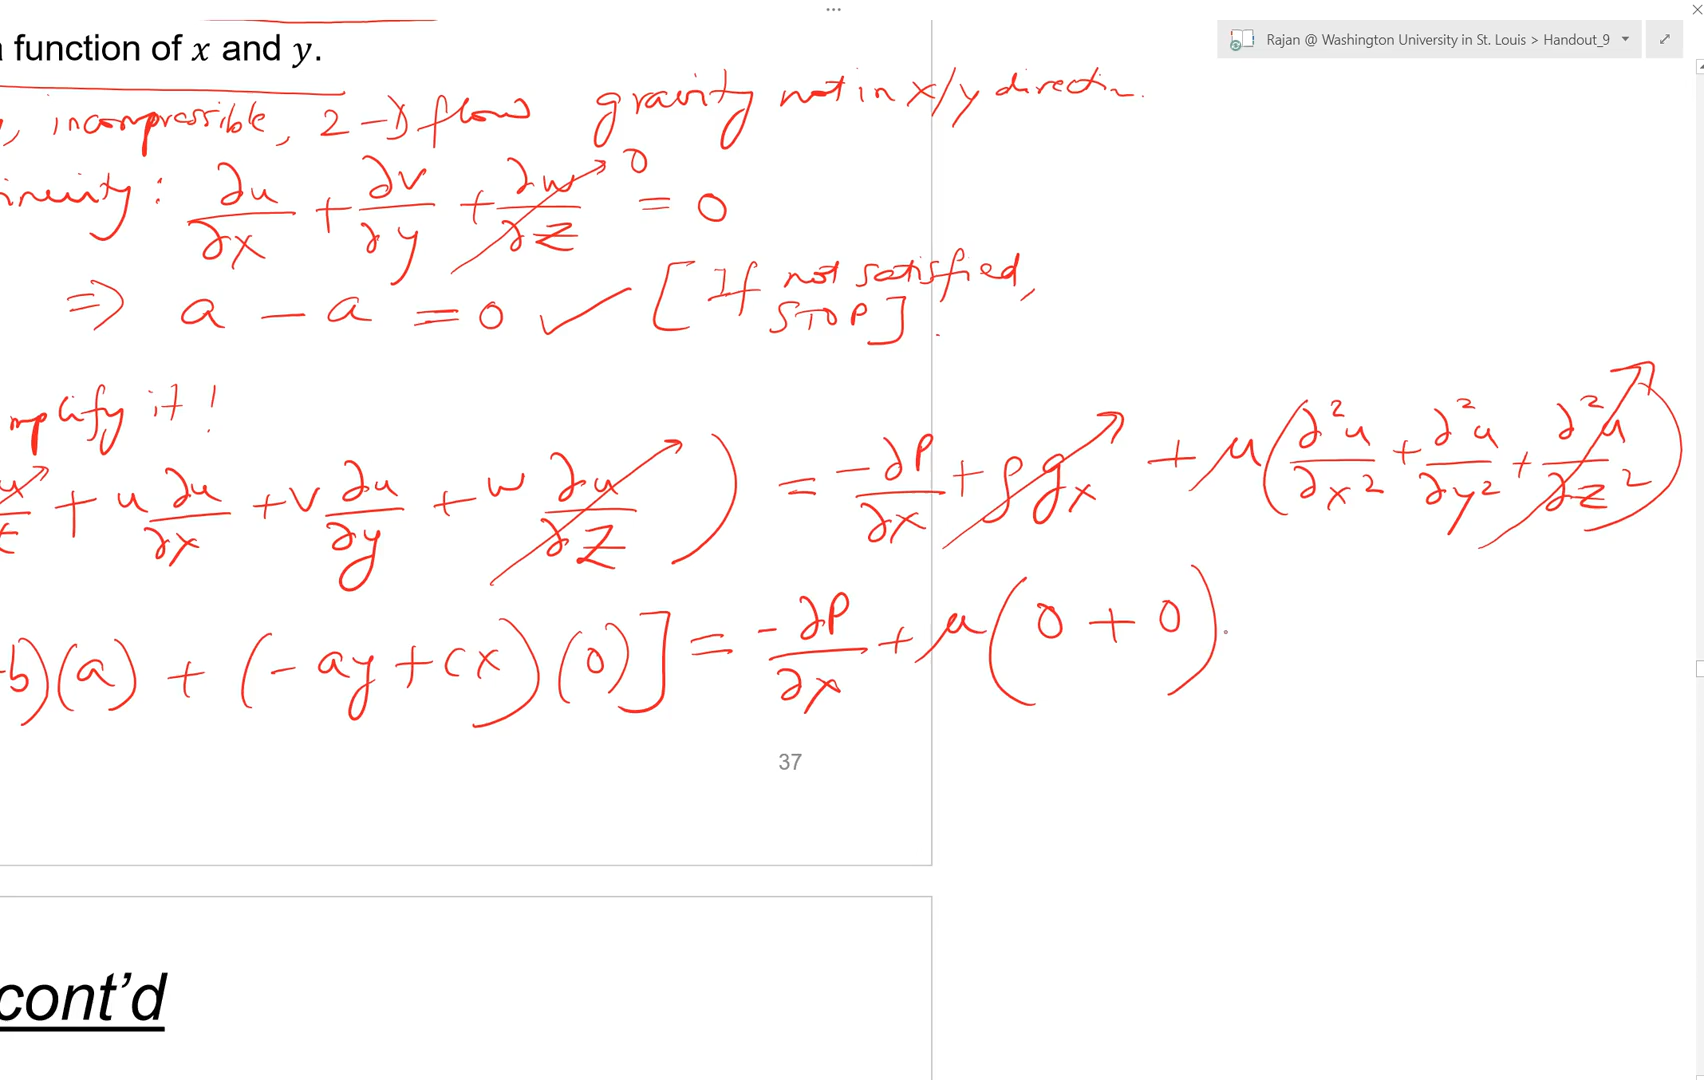 Rajan @ Washington University in St. Louis > Handout_9
function of x and y.
, incompressible, 2-D flow gravity not in x/y direction.
inuity: ∂u/∂x + ∂v/∂y + ∂w/∂z → 0 = 0
⇒ a - a = 0 ✓ [If not satisfied, STOP].
mplify it!
+ u ∂u/∂x + v ∂u/∂y + w ∂u/∂z ) = -∂P/∂x + ρgx + μ(∂²u/∂x² + ∂²u/∂y² + ∂²u/∂z²)
b)(a) + (-ay+cx)(0)] = -∂P/∂x + μ(0 + 0).
37
cont'd